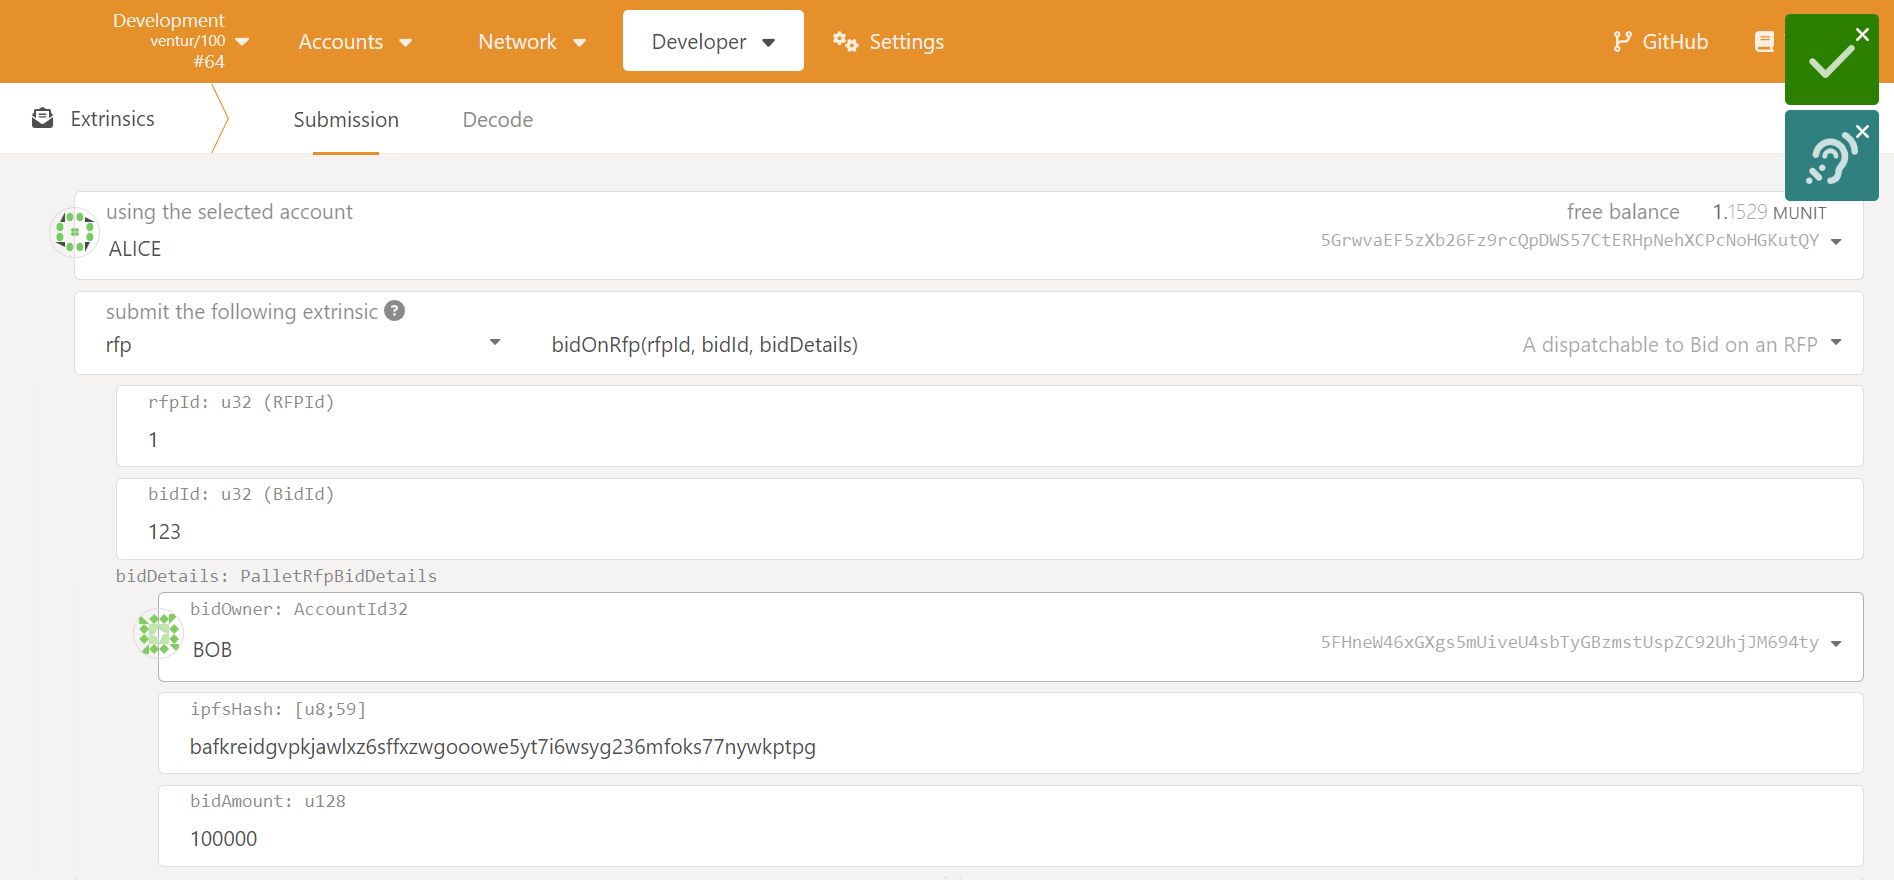 Development
ventur/100
#64
Accounts
Network
Developer
Settings
GitHub
Extrinsics
Submission
Decode
using the selected account
free balance 1.1529 MUNIT
ALICE
5GrwvaEF5zXb26Fz9rcQpDWS57CtERHpNehXCPcNoHGKutQY
submit the following extrinsic ?
rfp
bidOnRfp(rfpId, bidId, bidDetails)
A dispatchable to Bid on an RFP
rfpId: u32 (RFPId)
1
bidId: u32 (BidId)
123
bidDetails: PalletRfpBidDetails
bidOwner: AccountId32
BOB
5FHneW46xGXgs5mUiveU4sbTyGBzmstUspZC92UhjJM694ty
ipfsHash: [u8;59]
bafkreidgvpkjawlxz6sffxzwgooowe5yt7i6wsyg236mfoks77nywkptpg
bidAmount: u128
100000